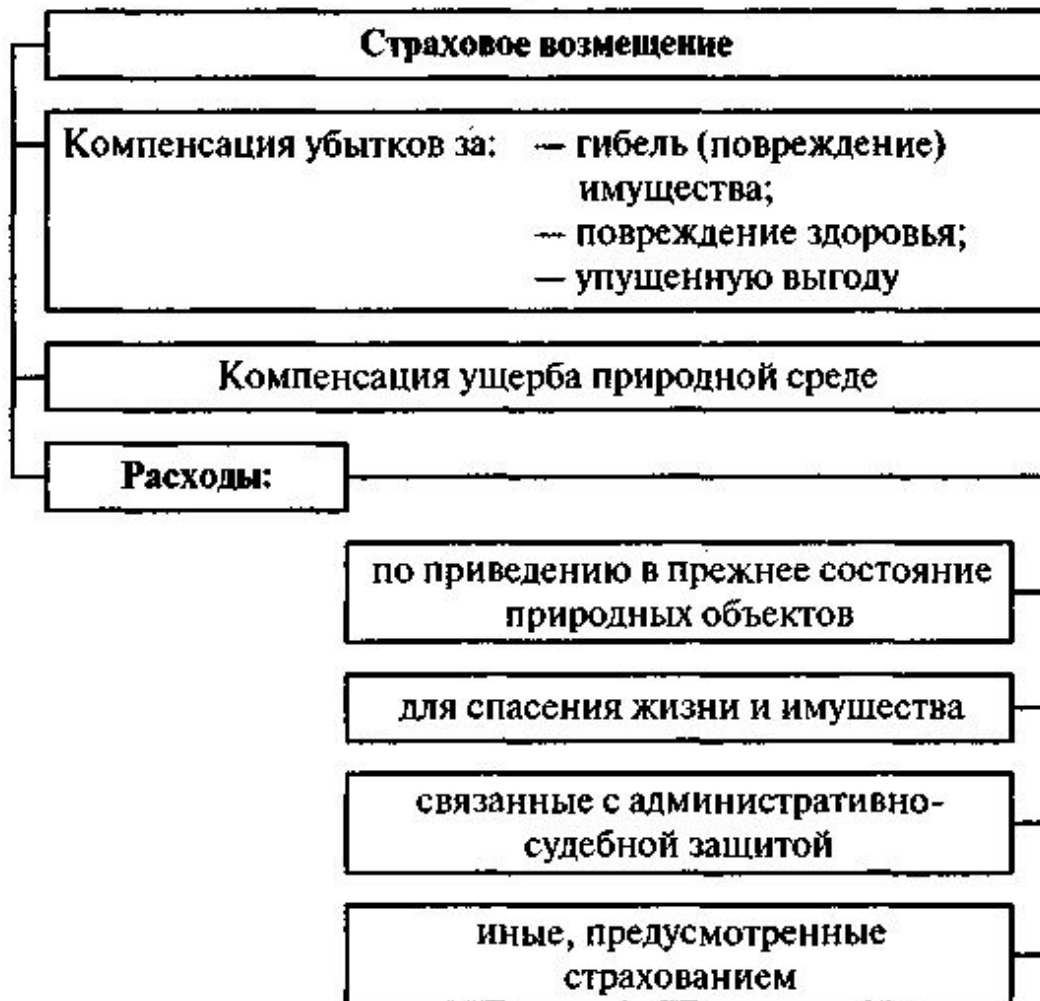 Страховое возмещение
Компенсация убытков за: — гибель (повреждение)
имущества;
— повреждение здоровья;
— упущенную выгоду
Компенсация ущерба природной среде
Расходы:
по приведению в прежнее состояние
природных объектов
для спасения жизни и имущества
связанные с административно-
судебной защитой
иные, предусмотренные
страхованием